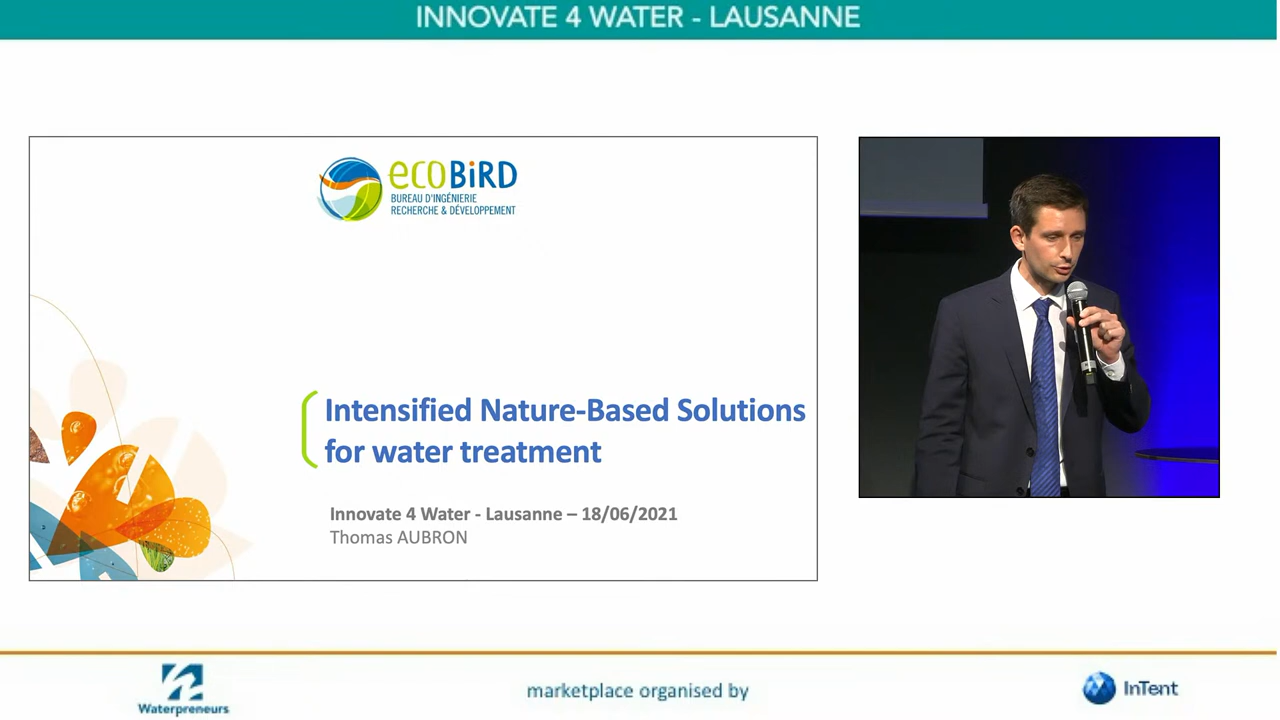 INNOVATE 4 WATER - LAUSANNE
ecoBiRD
BUREAU D'INGÉNIERIE
RECHERCHE & DÉVELOPPEMENT
Intensified Nature-Based Solutions
for water treatment
Innovate 4 Water - Lausanne – 18/06/2021
Thomas AUBRON
Waterpreneurs
marketplace organised by
InTent